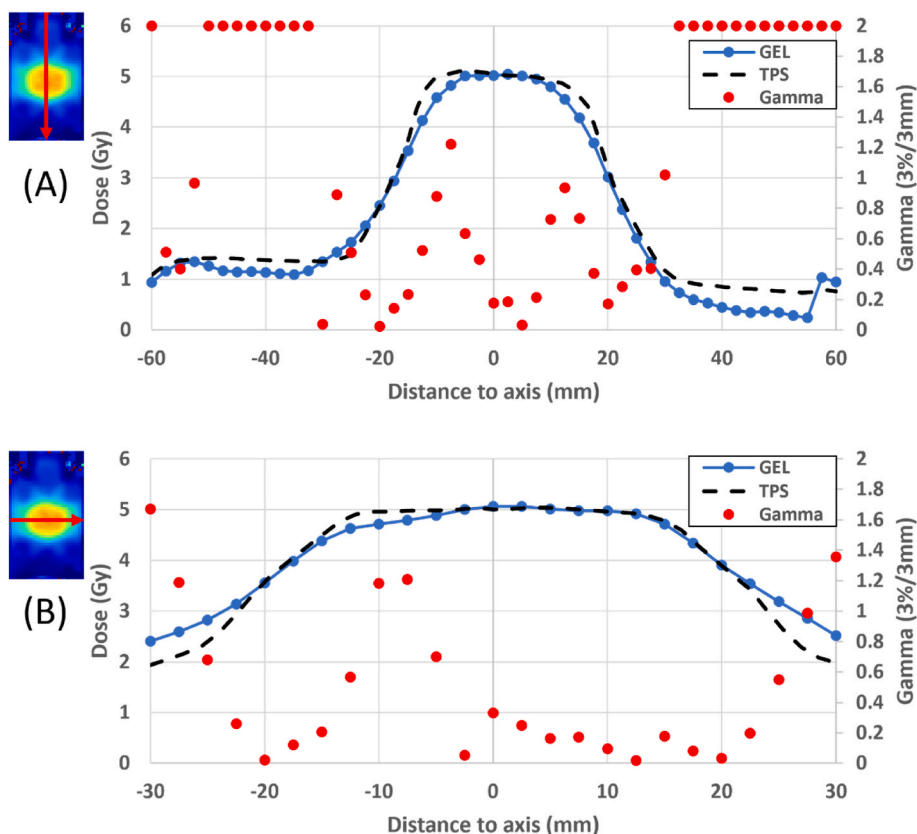 (A)
Dose (Gy)
6
5
4
3
2
1
0
-60 -40 -20 0 20 40 60
Distance to axis (mm)
2
1.8
1.6
1.4
1.2
1
0.8
0.6
0.4
0.2
0
Gamma (3%/3mm)
GEL
TPS
Gamma
(B)
Dose (Gy)
6
5
4
3
2
1
0
-30 -20 -10 0 10 20 30
Distance to axis (mm)
2
1.8
1.6
1.4
1.2
1
0.8
0.6
0.4
0.2
0
Gamma (3%/3mm)
GEL
TPS
Gamma